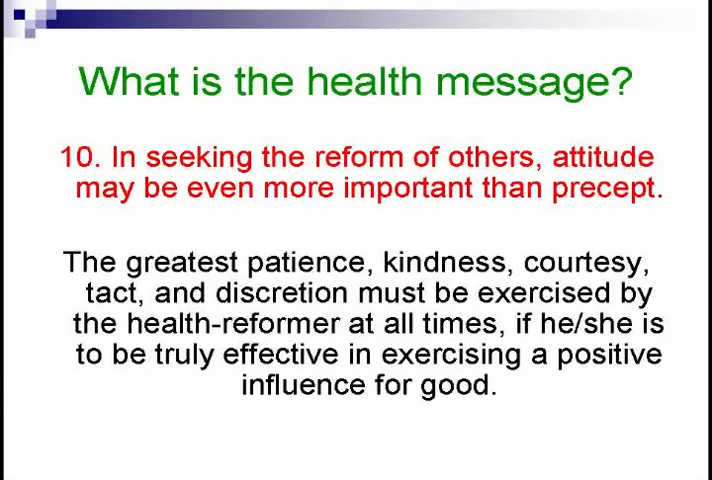 What is the health message?
10. In seeking the reform of others, attitude
may be even more important than precept.
The greatest patience, kindness, courtesy,
tact, and discretion must be exercised by
the health-reformer at all times, if he/she is
to be truly effective in exercising a positive
influence for good.